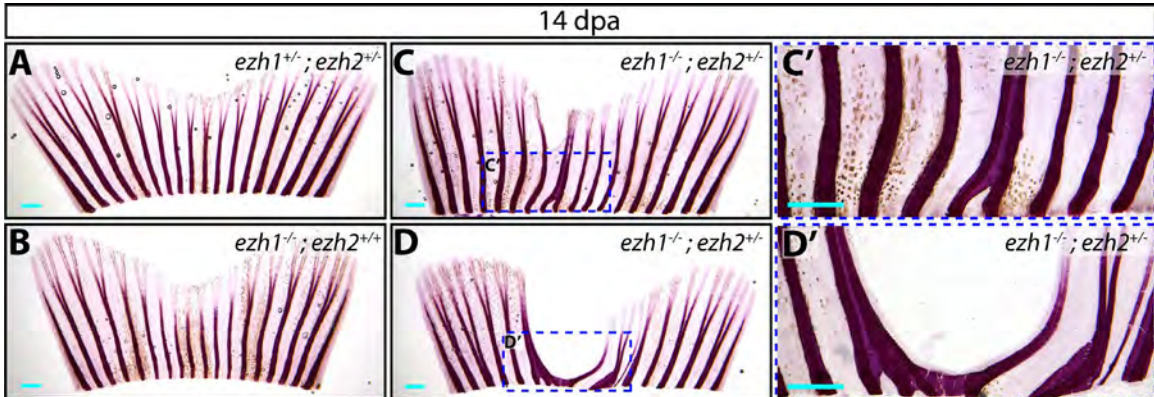 14 dpa
A ezh1+/-; ezh2+/-
C ezh1-/-; ezh2+/-
C'
C' ezh1-/-; ezh2+/-
B ezh1-/-; ezh2+/+
D ezh1-/-; ezh2+/-
D'
D' ezh1-/-; ezh2+/-